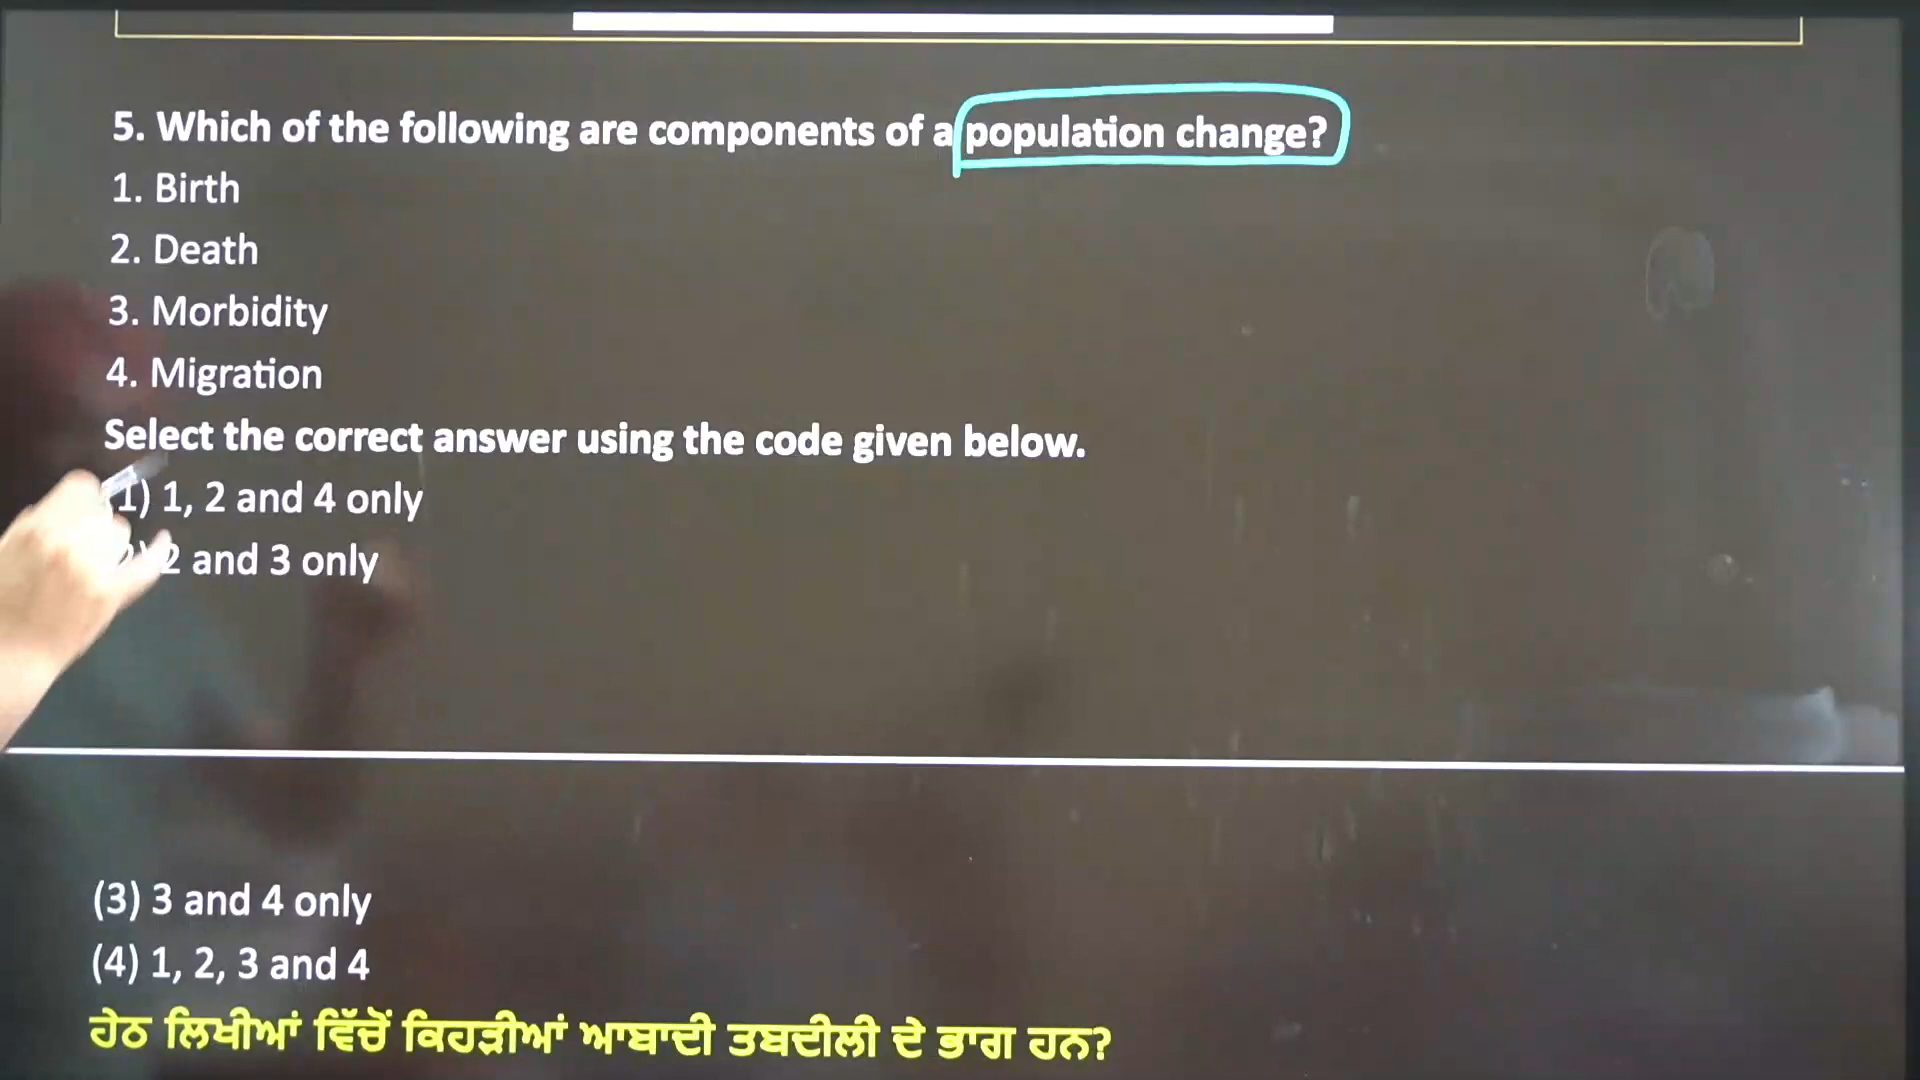 5. Which of the following are components of a population change?
1. Birth
2. Death
3. Morbidity
4. Migration
Select the correct answer using the code given below.
(1) 1, 2 and 4 only
2) 2 and 3 only
(3) 3 and 4 only
(4) 1, 2, 3 and 4
ਹੇਠ ਲਿਖੀਆਂ ਵਿੱਚੋਂ ਕਿਹੜੀਆਂ ਆਬਾਦੀ ਤਬਦੀਲੀ ਦੇ ਭਾਗ ਹਨ?